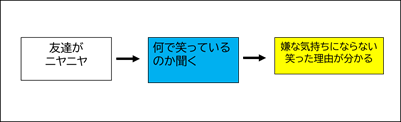 友達が
ニヤニヤ
何で笑っている
のか聞く
嫌な気持ちにならない
笑った理由が分かる